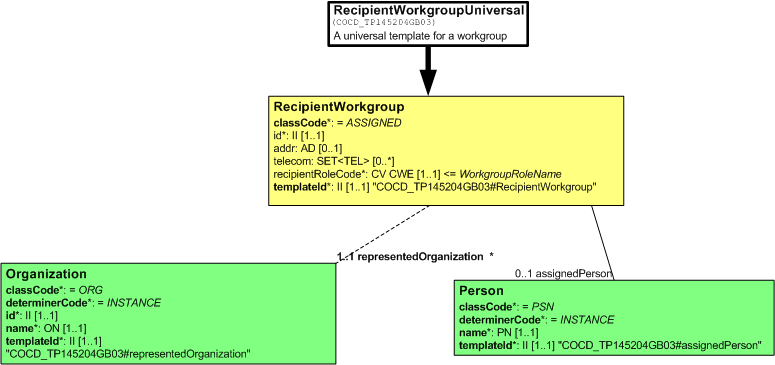 RecipientWorkgroupUniversal
(COCD_TP145204GB03)
A universal template for a workgroup
RecipientWorkgroup
classCode*: = ASSIGNED
id*: II [1..1]
addr: AD [0..1]
telecom: SET<TEL> [0..*]
recipientRoleCode*: CV CWE [1..1] <= WorkgroupRoleName
templateId*: II [1..1] "COCD_TP145204GB03#RecipientWorkgroup"
1..1 representedOrganization *
0..1 assignedPerson
Organization
classCode*: = ORG
determinerCode*: = INSTANCE
id*: II [1..1]
name*: ON [1..1]
templateId*: II [1..1]
"COCD_TP145204GB03#representedOrganization"
Person
classCode*: = PSN
determinerCode*: = INSTANCE
name*: PN [1..1]
templateId*: II [1..1] "COCD_TP145204GB03#assignedPerson"